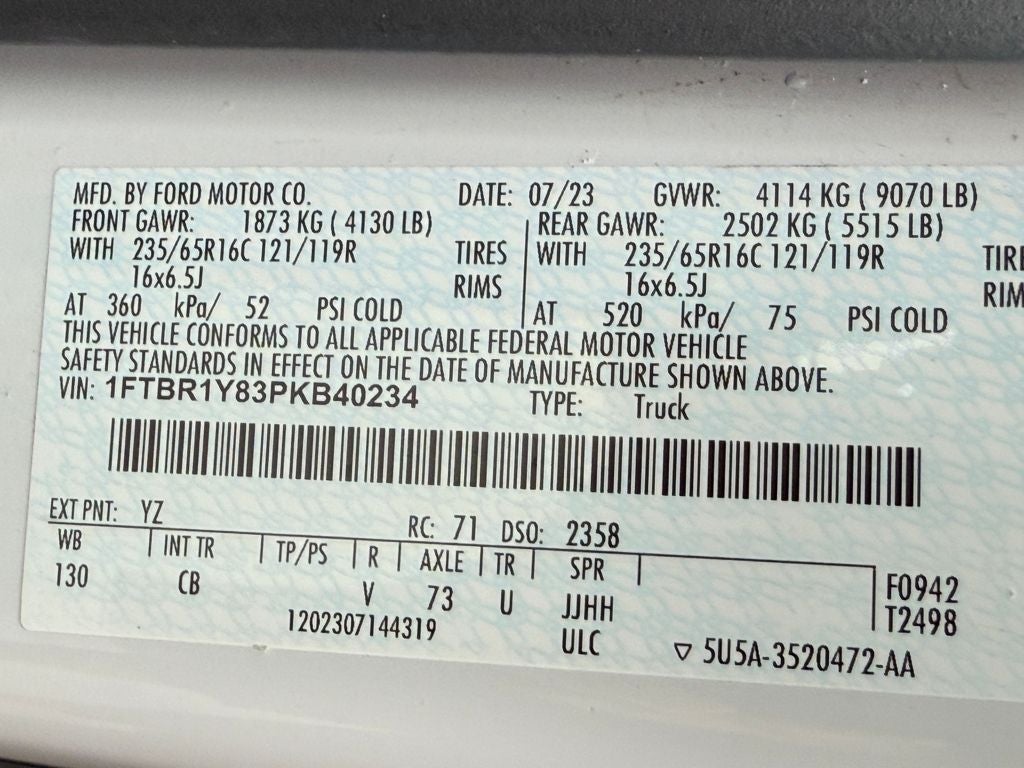 MFD. BY FORD MOTOR CO. DATE: 07/23 GVWR: 4114 KG ( 9070 LB)
FRONT GAWR: 1873 KG ( 4130 LB) REAR GAWR: 2502 KG ( 5515 LB)
WITH 235/65R16C 121/119R TIRES WITH 235/65R16C 121/119R TIRE
16x6.5J RIMS 16x6.5J RIM
AT 360 kPa/ 52 PSI COLD AT 520 kPa/ 75 PSI COLD
THIS VEHICLE CONFORMS TO ALL APPLICABLE FEDERAL MOTOR VEHICLE
SAFETY STANDARDS IN EFFECT ON THE DATE OF MANUFACTURE SHOWN ABOVE.
VIN: 1FTBR1Y83PKB40234 TYPE: Truck
EXT PNT: YZ RC: 71 DSO: 2358
WB INT TR TP/PS R AXLE TR SPR
130 CB V 73 U JJHH F0942
1202307144319 ULC T2498
▽ 5U5A-3520472-AA